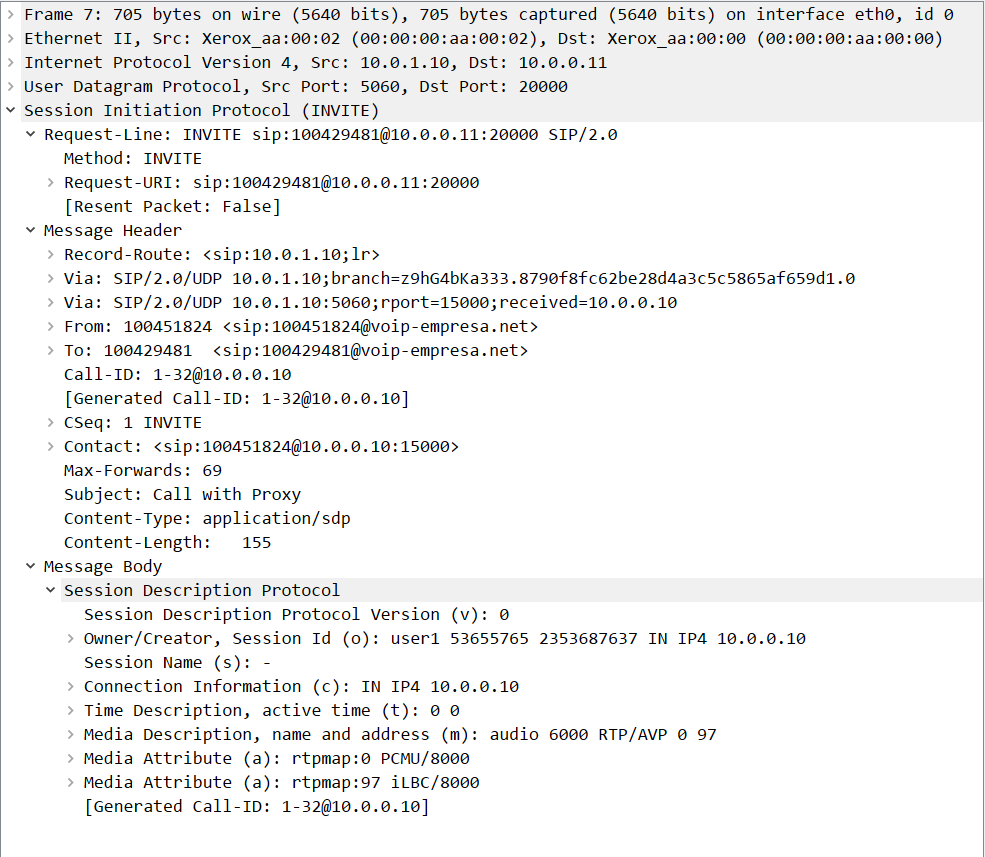 Frame 7: 705 bytes on wire (5640 bits), 705 bytes captured (5640 bits) on interface eth0, id 0
Ethernet II, Src: Xerox_aa:00:02 (00:00:00:aa:00:02), Dst: Xerox_aa:00:00 (00:00:00:aa:00:00)
Internet Protocol Version 4, Src: 10.0.1.10, Dst: 10.0.0.11
User Datagram Protocol, Src Port: 5060, Dst Port: 20000
Session Initiation Protocol (INVITE)
Request-Line: INVITE sip:100429481@10.0.0.11:20000 SIP/2.0
Method: INVITE
Request-URI: sip:100429481@10.0.0.11:20000
[Resent Packet: False]
Message Header
Record-Route: <sip:10.0.1.10;lr>
Via: SIP/2.0/UDP 10.0.1.10;branch=z9hG4bKa333.8790f8fc62be28d4a3c5c5865af659d1.0
Via: SIP/2.0/UDP 10.0.1.10:5060;rport=15000;received=10.0.0.10
From: 100451824 <sip:100451824@voip-empresa.net>
To: 100429481  <sip:100429481@voip-empresa.net>
Call-ID: 1-32@10.0.0.10
[Generated Call-ID: 1-32@10.0.0.10]
CSeq: 1 INVITE
Contact: <sip:100451824@10.0.0.10:15000>
Max-Forwards: 69
Subject: Call with Proxy
Content-Type: application/sdp
Content-Length:   155
Message Body
Session Description Protocol
Session Description Protocol Version (v): 0
Owner/Creator, Session Id (o): user1 53655765 2353687637 IN IP4 10.0.0.10
Session Name (s): -
Connection Information (c): IN IP4 10.0.0.10
Time Description, active time (t): 0 0
Media Description, name and address (m): audio 6000 RTP/AVP 0 97
Media Attribute (a): rtpmap:0 PCMU/8000
Media Attribute (a): rtpmap:97 iLBC/8000
[Generated Call-ID: 1-32@10.0.0.10]